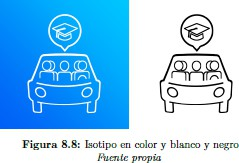 Figura 8.8: Isotipo en color y blanco y negro
Fuente propia